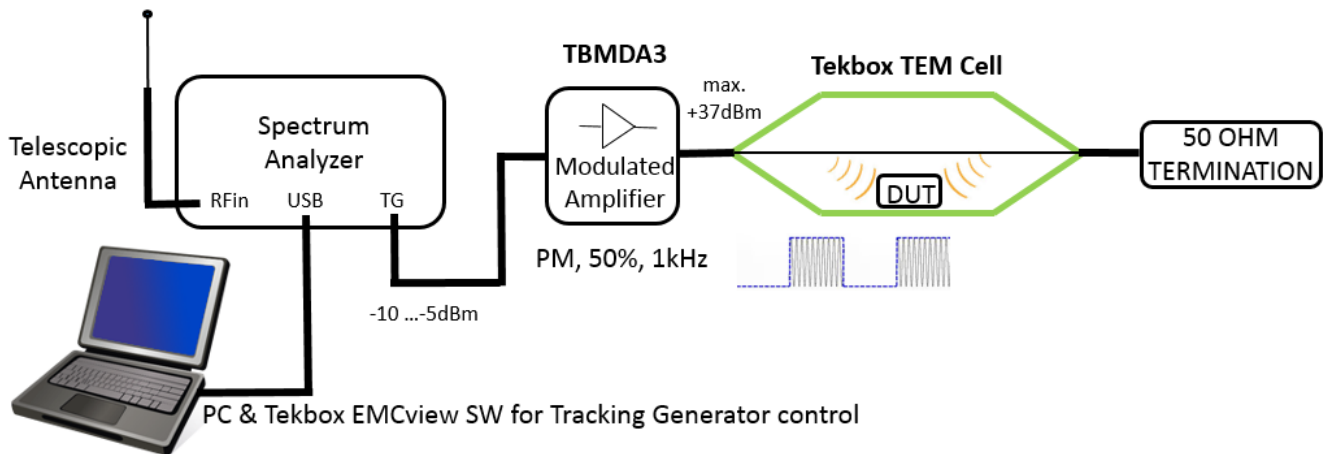 TBMDA3
Tekbox TEM Cell
max.
+37dBm
Spectrum
Analyzer
Telescopic
Antenna
RFin
USB
TG
Modulated
Amplifier
DUT
50 OHM
TERMINATION
PM, 50%, 1kHz
-10 ...-5dBm
PC & Tekbox EMCview SW for Tracking Generator control